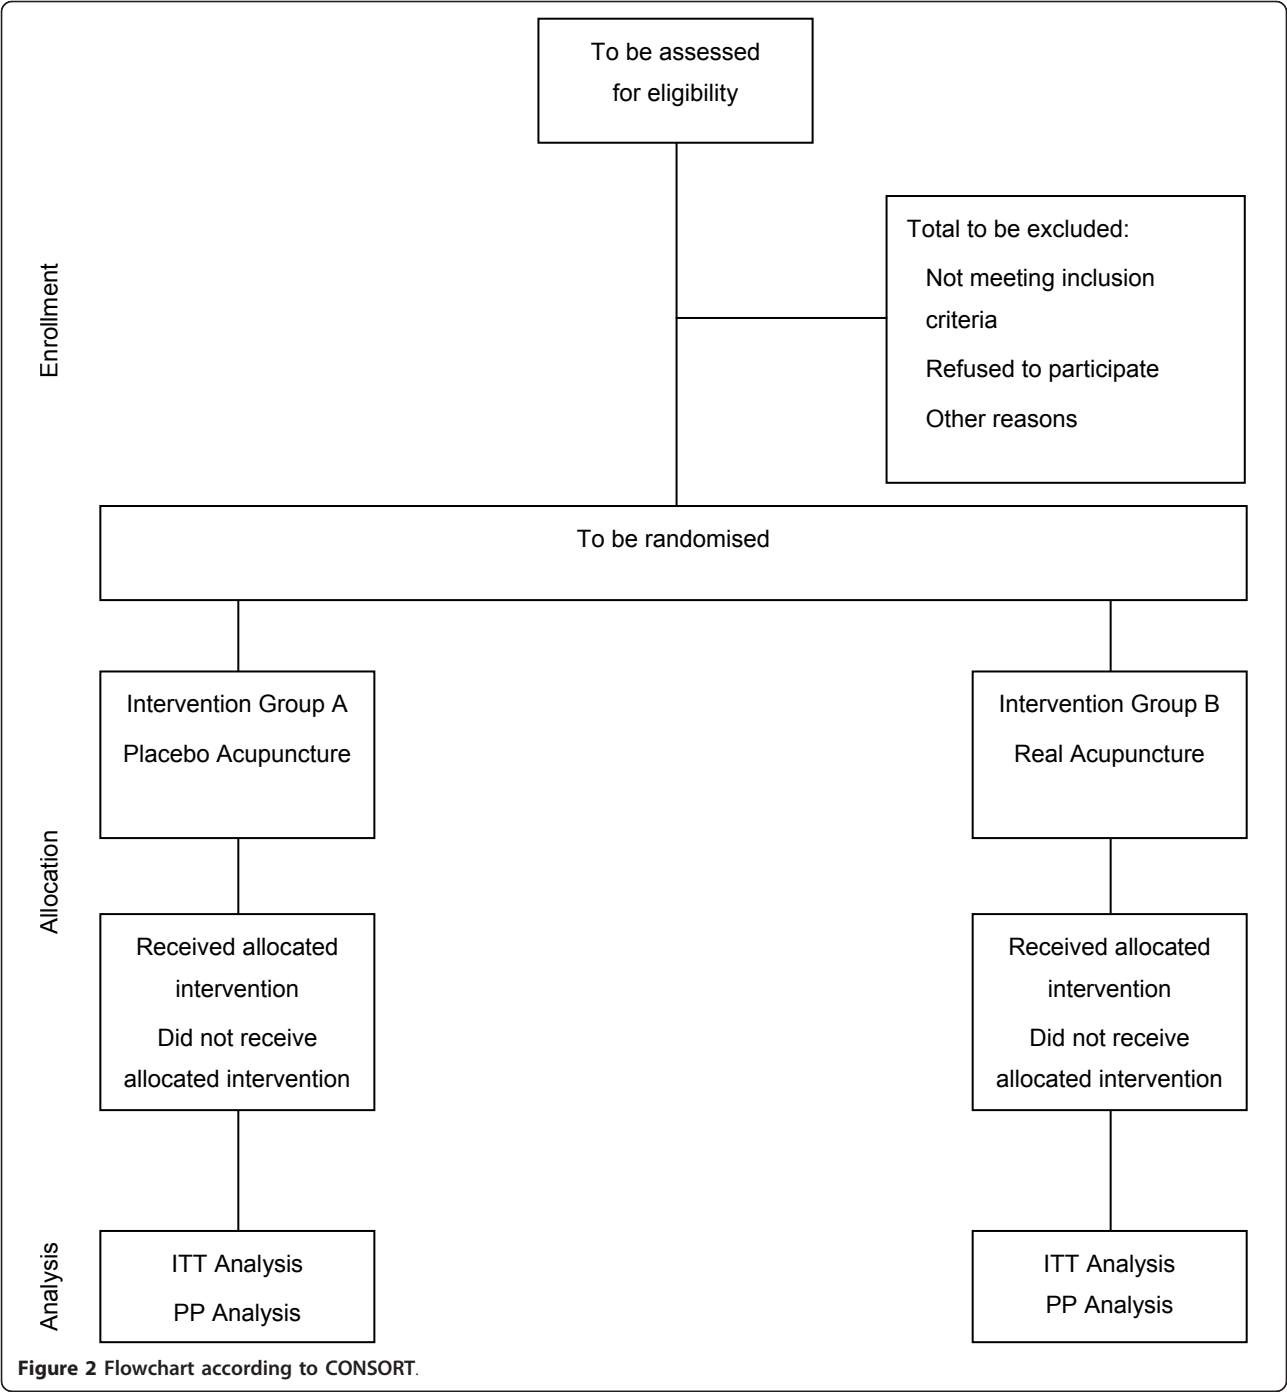 To be assessed
for eligibility
Enrollment
Total to be excluded:
Not meeting inclusion
criteria
Refused to participate
Other reasons
To be randomised
Allocation
Intervention Group A
Placebo Acupuncture
Intervention Group B
Real Acupuncture
Received allocated
intervention
Did not receive
allocated intervention
Received allocated
intervention
Did not receive
allocated intervention
Analysis
ITT Analysis
PP Analysis
ITT Analysis
PP Analysis
Figure 2 Flowchart according to CONSORT.